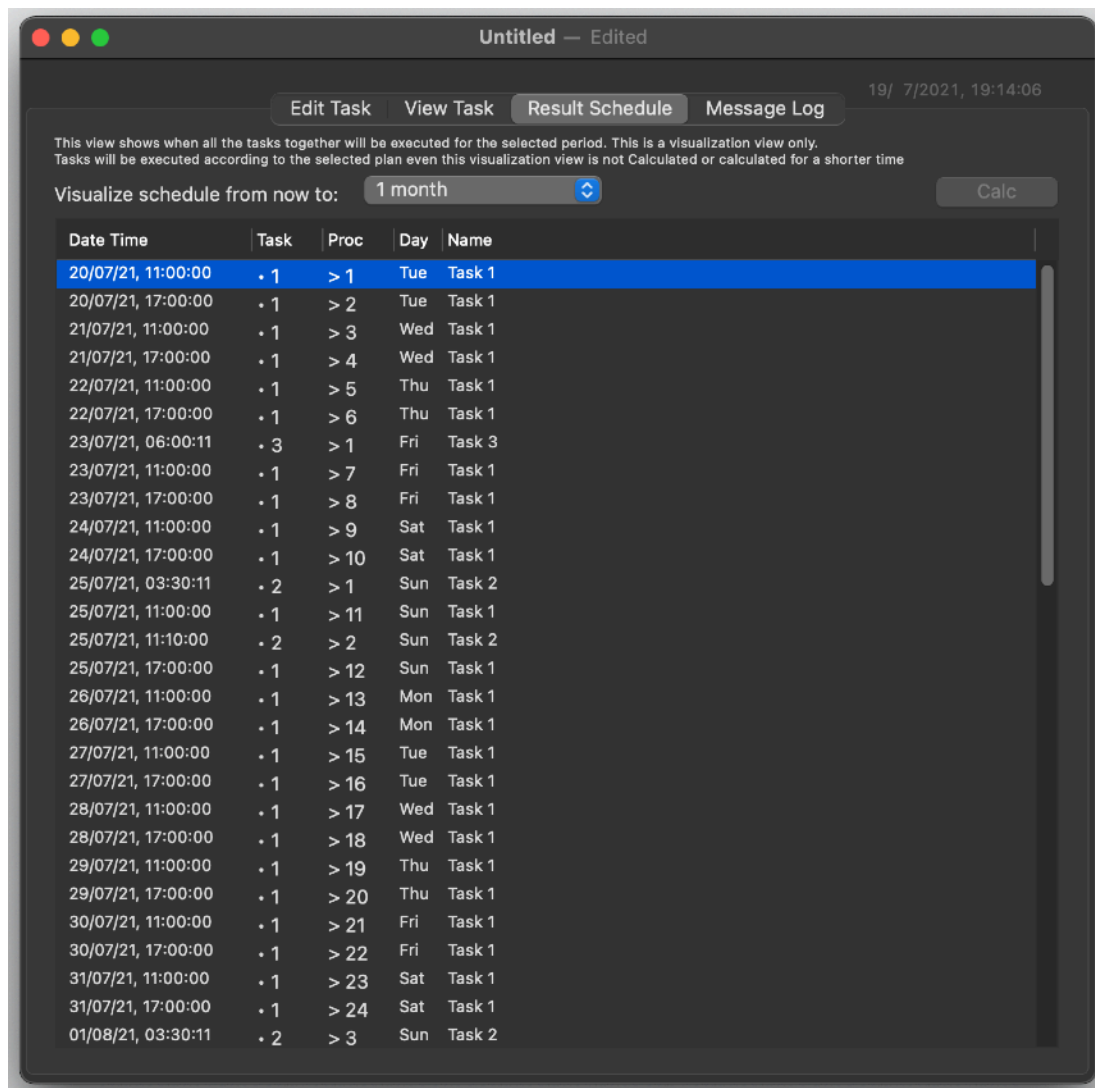 Untitled — Edited
19/ 7/2021, 19:14:06
Edit Task View Task Result Schedule Message Log
This view shows when all the tasks together will be executed for the selected period. This is a visualization view only.
Tasks will be executed according to the selected plan even this visualization view is not Calculated or calculated for a shorter time
Visualize schedule from now to: 1 month Calc
Date Time Task Proc Day Name
20/07/21, 11:00:00 • 1 > 1 Tue Task 1
20/07/21, 17:00:00 • 1 > 2 Tue Task 1
21/07/21, 11:00:00 • 1 > 3 Wed Task 1
21/07/21, 17:00:00 • 1 > 4 Wed Task 1
22/07/21, 11:00:00 • 1 > 5 Thu Task 1
22/07/21, 17:00:00 • 1 > 6 Thu Task 1
23/07/21, 06:00:11 • 3 > 1 Fri Task 3
23/07/21, 11:00:00 • 1 > 7 Fri Task 1
23/07/21, 17:00:00 • 1 > 8 Fri Task 1
24/07/21, 11:00:00 • 1 > 9 Sat Task 1
24/07/21, 17:00:00 • 1 > 10 Sat Task 1
25/07/21, 03:30:11 • 2 > 1 Sun Task 2
25/07/21, 11:00:00 • 1 > 11 Sun Task 1
25/07/21, 11:10:00 • 2 > 2 Sun Task 2
25/07/21, 17:00:00 • 1 > 12 Sun Task 1
26/07/21, 11:00:00 • 1 > 13 Mon Task 1
26/07/21, 17:00:00 • 1 > 14 Mon Task 1
27/07/21, 11:00:00 • 1 > 15 Tue Task 1
27/07/21, 17:00:00 • 1 > 16 Tue Task 1
28/07/21, 11:00:00 • 1 > 17 Wed Task 1
28/07/21, 17:00:00 • 1 > 18 Wed Task 1
29/07/21, 11:00:00 • 1 > 19 Thu Task 1
29/07/21, 17:00:00 • 1 > 20 Thu Task 1
30/07/21, 11:00:00 • 1 > 21 Fri Task 1
30/07/21, 17:00:00 • 1 > 22 Fri Task 1
31/07/21, 11:00:00 • 1 > 23 Sat Task 1
31/07/21, 17:00:00 • 1 > 24 Sat Task 1
01/08/21, 03:30:11 • 2 > 3 Sun Task 2